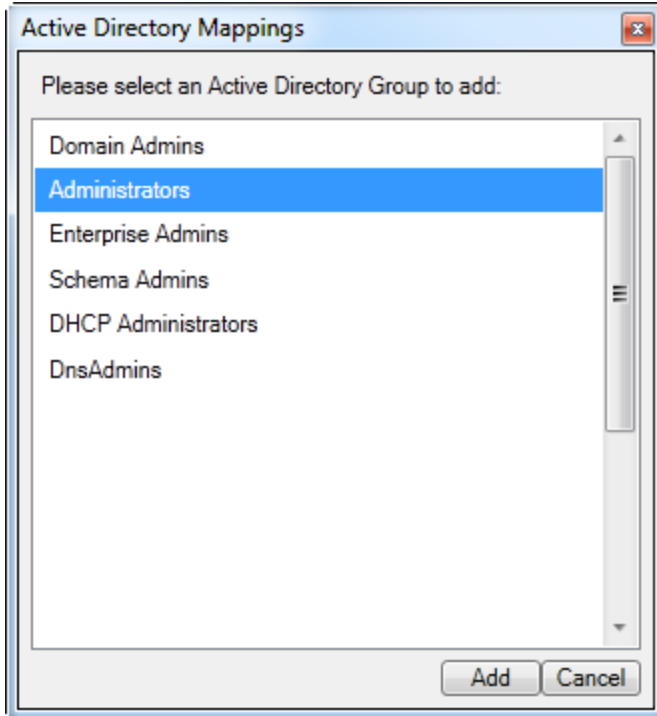 Active Directory Mappings
Please select an Active Directory Group to add:
Domain Admins
Administrators
Enterprise Admins
Schema Admins
DHCP Administrators
DnsAdmins
Add Cancel